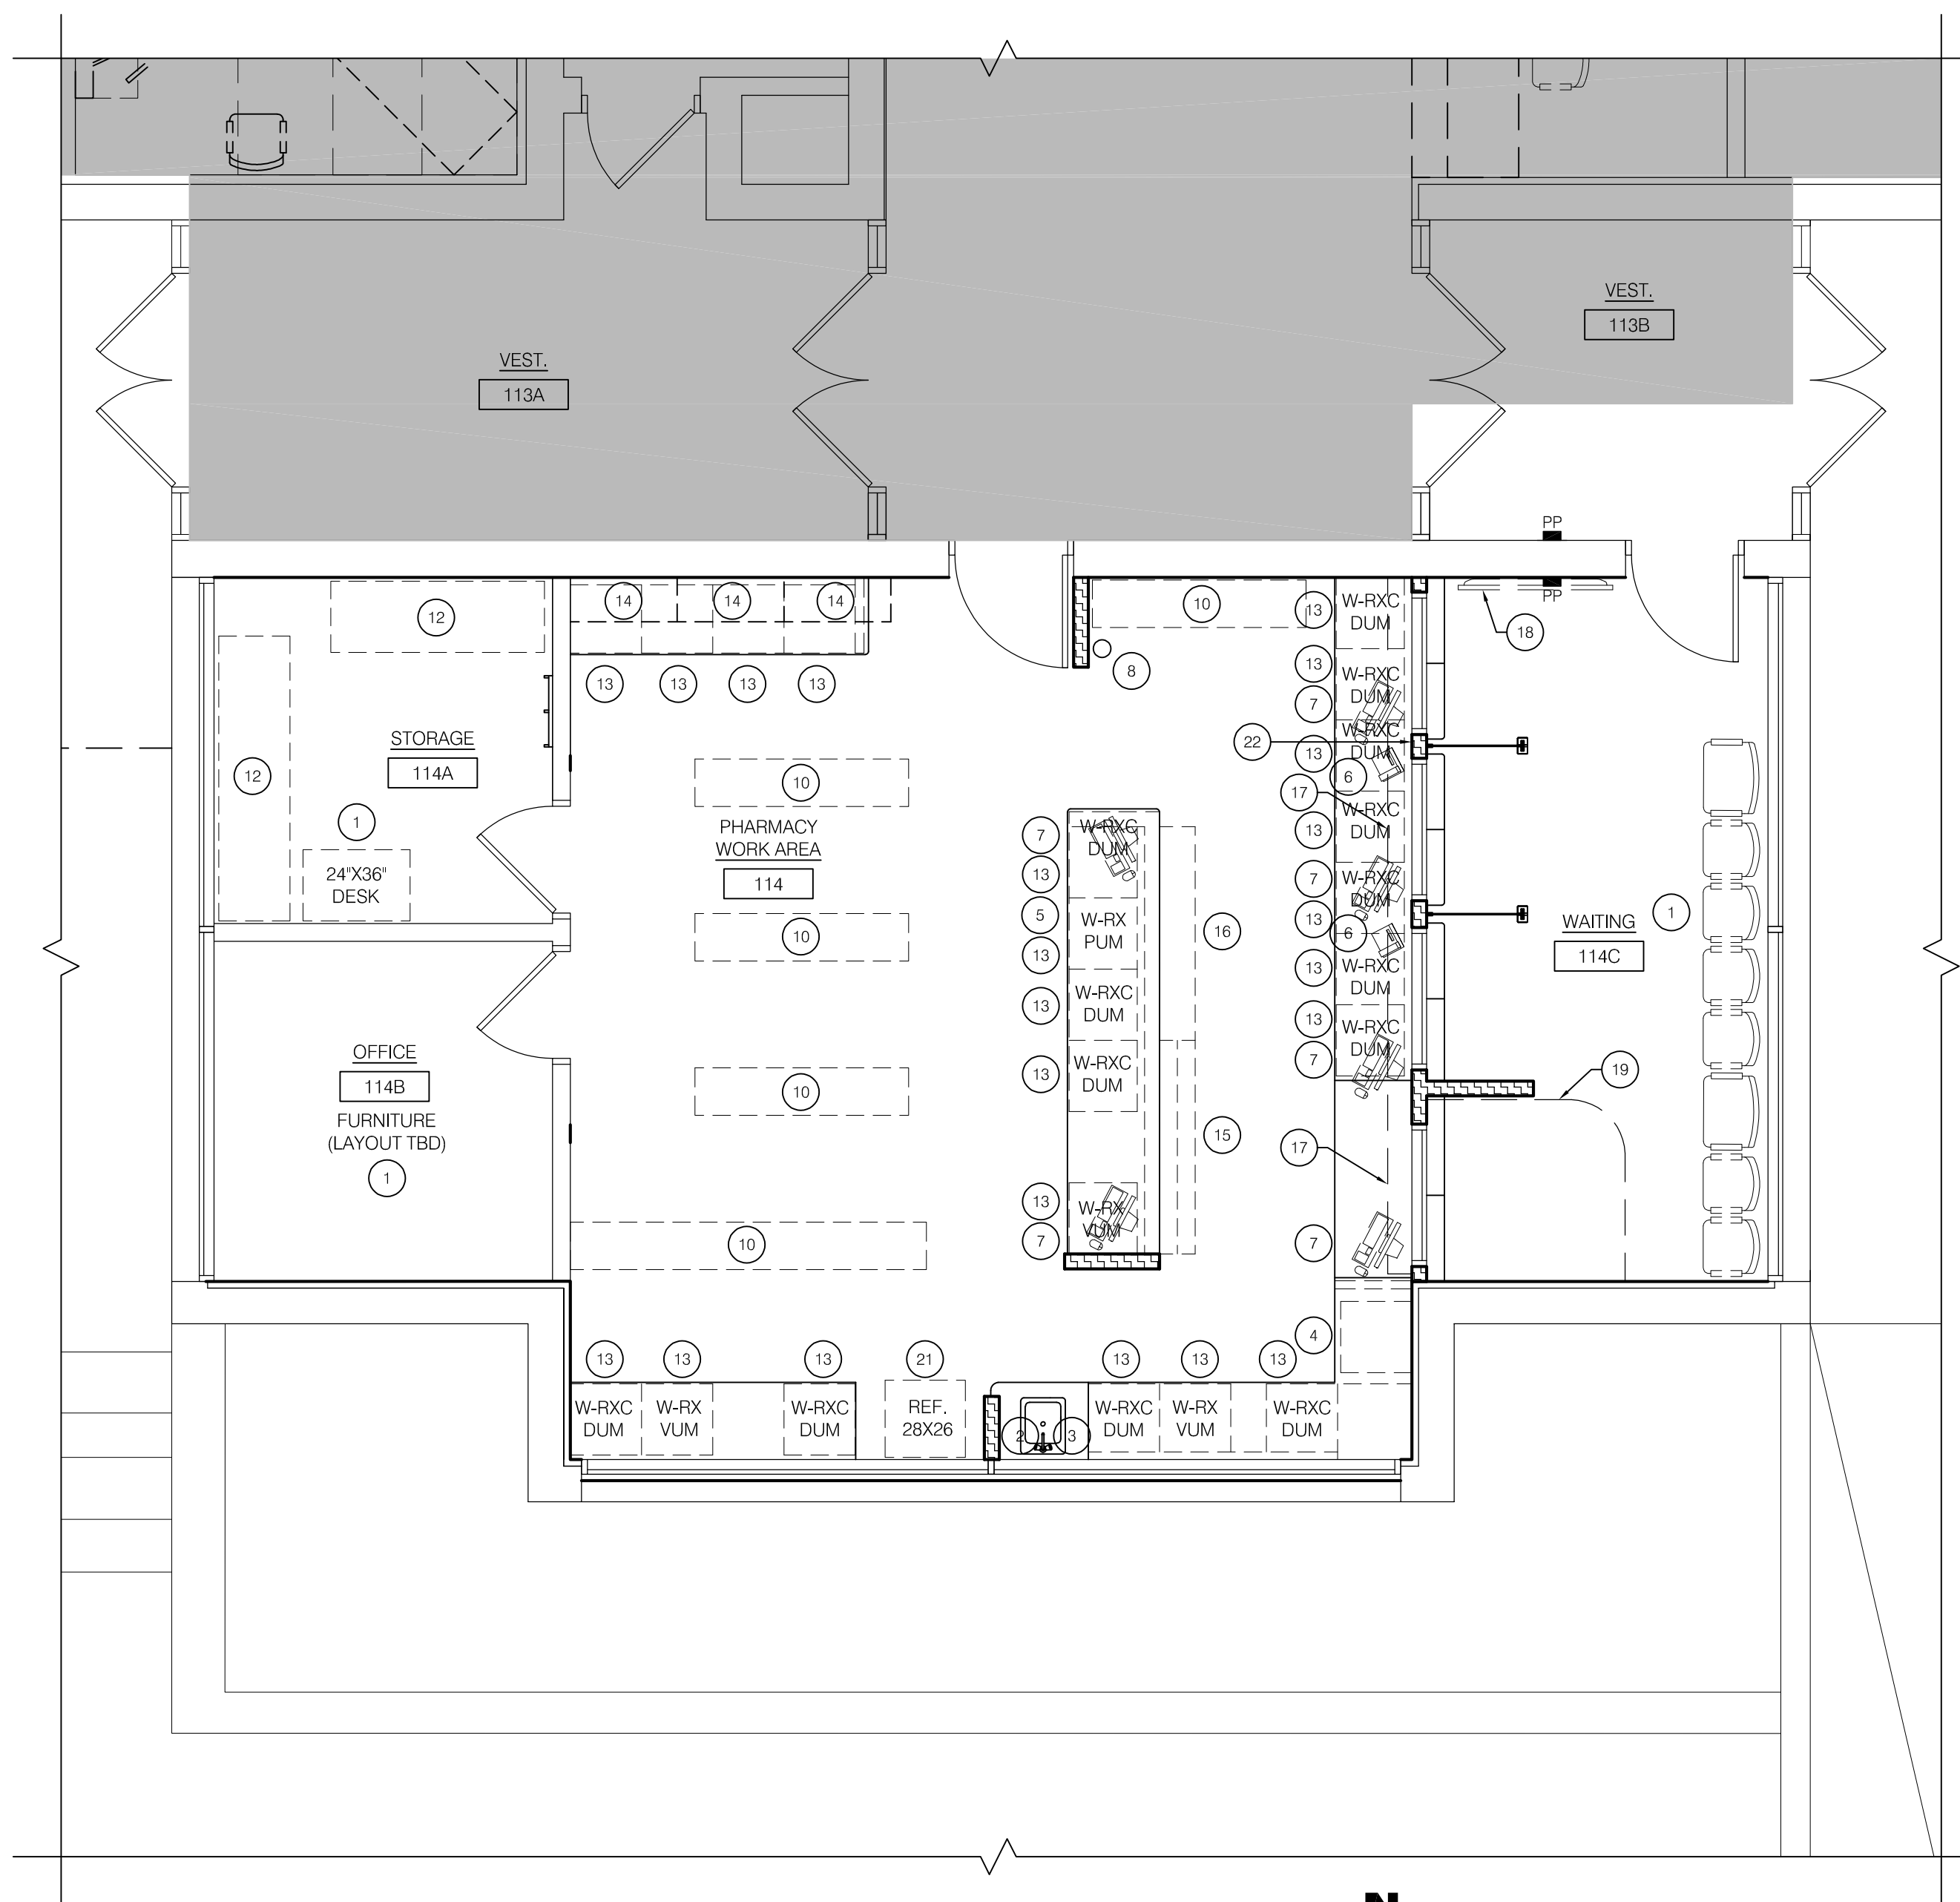 VEST.
113A
VEST.
113B
PP
PP
18
12
12
STORAGE
114A
1
24"X36"
DESK
OFFICE
114B
FURNITURE
(LAYOUT TBD)
1
14
14
14
13
13
13
13
10
PHARMACY
WORK AREA
114
10
10
10
10
8
7
13
5
13
13
13
13
7
W-RXC
DUM
W-RX
PUM
W-RXC
DUM
W-RXC
DUM
W-RX
VUM
16
15
22
17
17
13
13
7
13
6
13
7
13
6
13
13
7
7
4
W-RXC
DUM
W-RXC
DUM
W-RXC
DUM
W-RXC
DUM
W-RXC
DUM
W-RXC
DUM
W-RXC
DUM
WAITING
114C
1
19
13
13
13
21
13
13
13
W-RXC
DUM
W-RX
VUM
W-RXC
DUM
REF.
28X26
2
3
W-RXC
DUM
W-RX
VUM
W-RXC
DUM